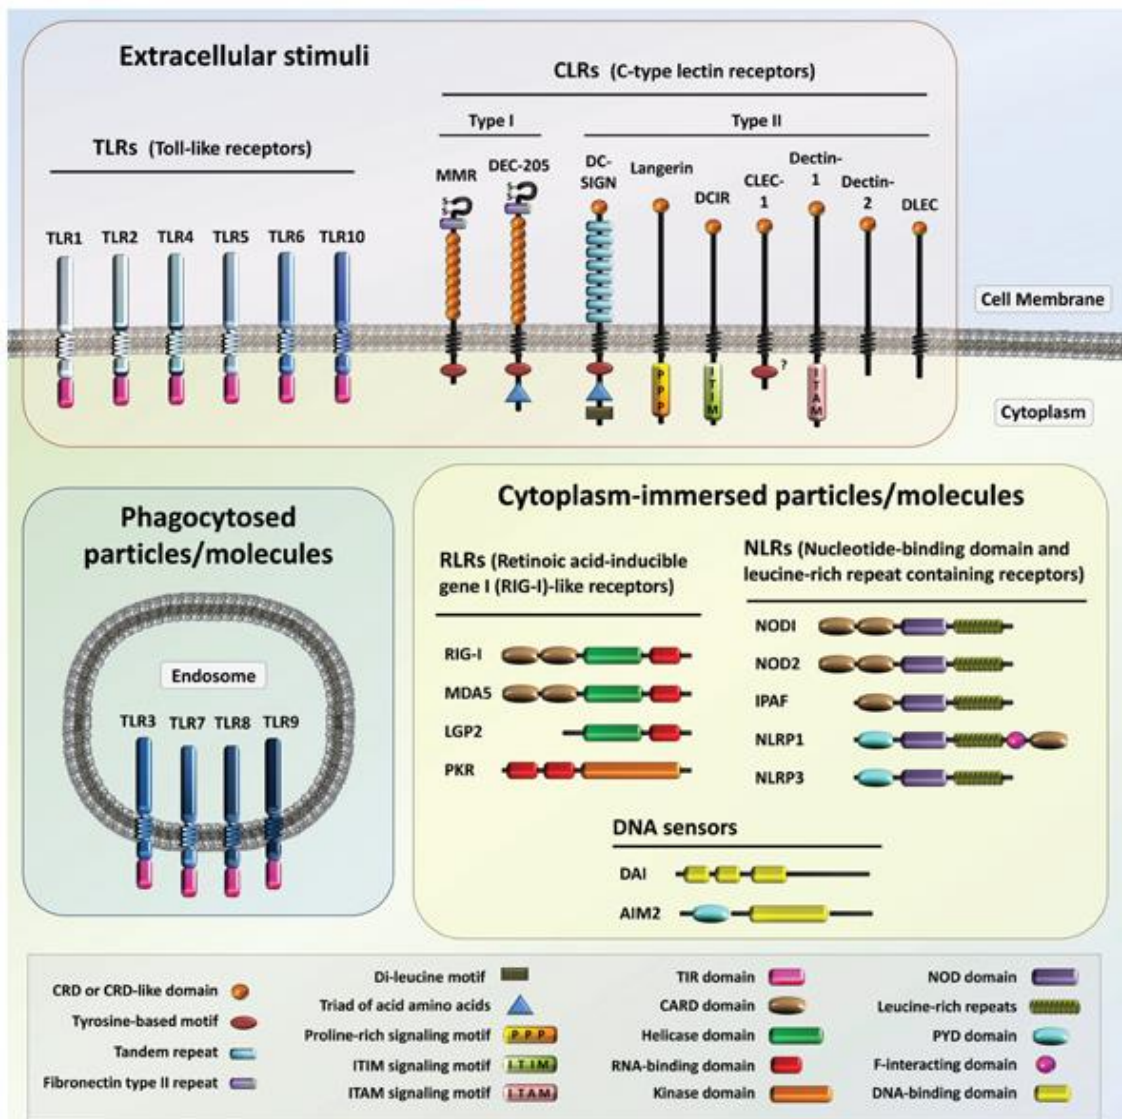 Extracellular stimuli
CLRs (C-type lectin receptors)
Type I
Type II
TLRs (Toll-like receptors)
MMR
DEC-205
DC-
SIGN
Langerin
DCIR
CLEC-
1
Dectin-
1
Dectin-
2
DLEC
TLR1
TLR2
TLR4
TLR5
TLR6
TLR10
Cell Membrane
?
P P P
I T I M
I T A M
Cytoplasm
Phagocytosed
particles/molecules
Endosome
TLR3
TLR7
TLR8
TLR9
Cytoplasm-immersed particles/molecules
RLRs (Retinoic acid-inducible
gene I (RIG-I)-like receptors)
RIG-I
MDA5
LGP2
PKR
NLRs (Nucleotide-binding domain and
leucine-rich repeat containing receptors)
NODI
NOD2
IPAF
NLRP1
NLRP3
DNA sensors
DAI
AIM2
CRD or CRD-like domain
Tyrosine-based motif
Tandem repeat
Fibronectin type II repeat
Di-leucine motif
Triad of acid amino acids
Proline-rich signaling motif P P P
ITIM signaling motif I T I M
ITAM signaling motif I T A M
TIR domain
CARD domain
Helicase domain
RNA-binding domain
Kinase domain
NOD domain
Leucine-rich repeats
PYD domain
F-interacting domain
DNA-binding domain